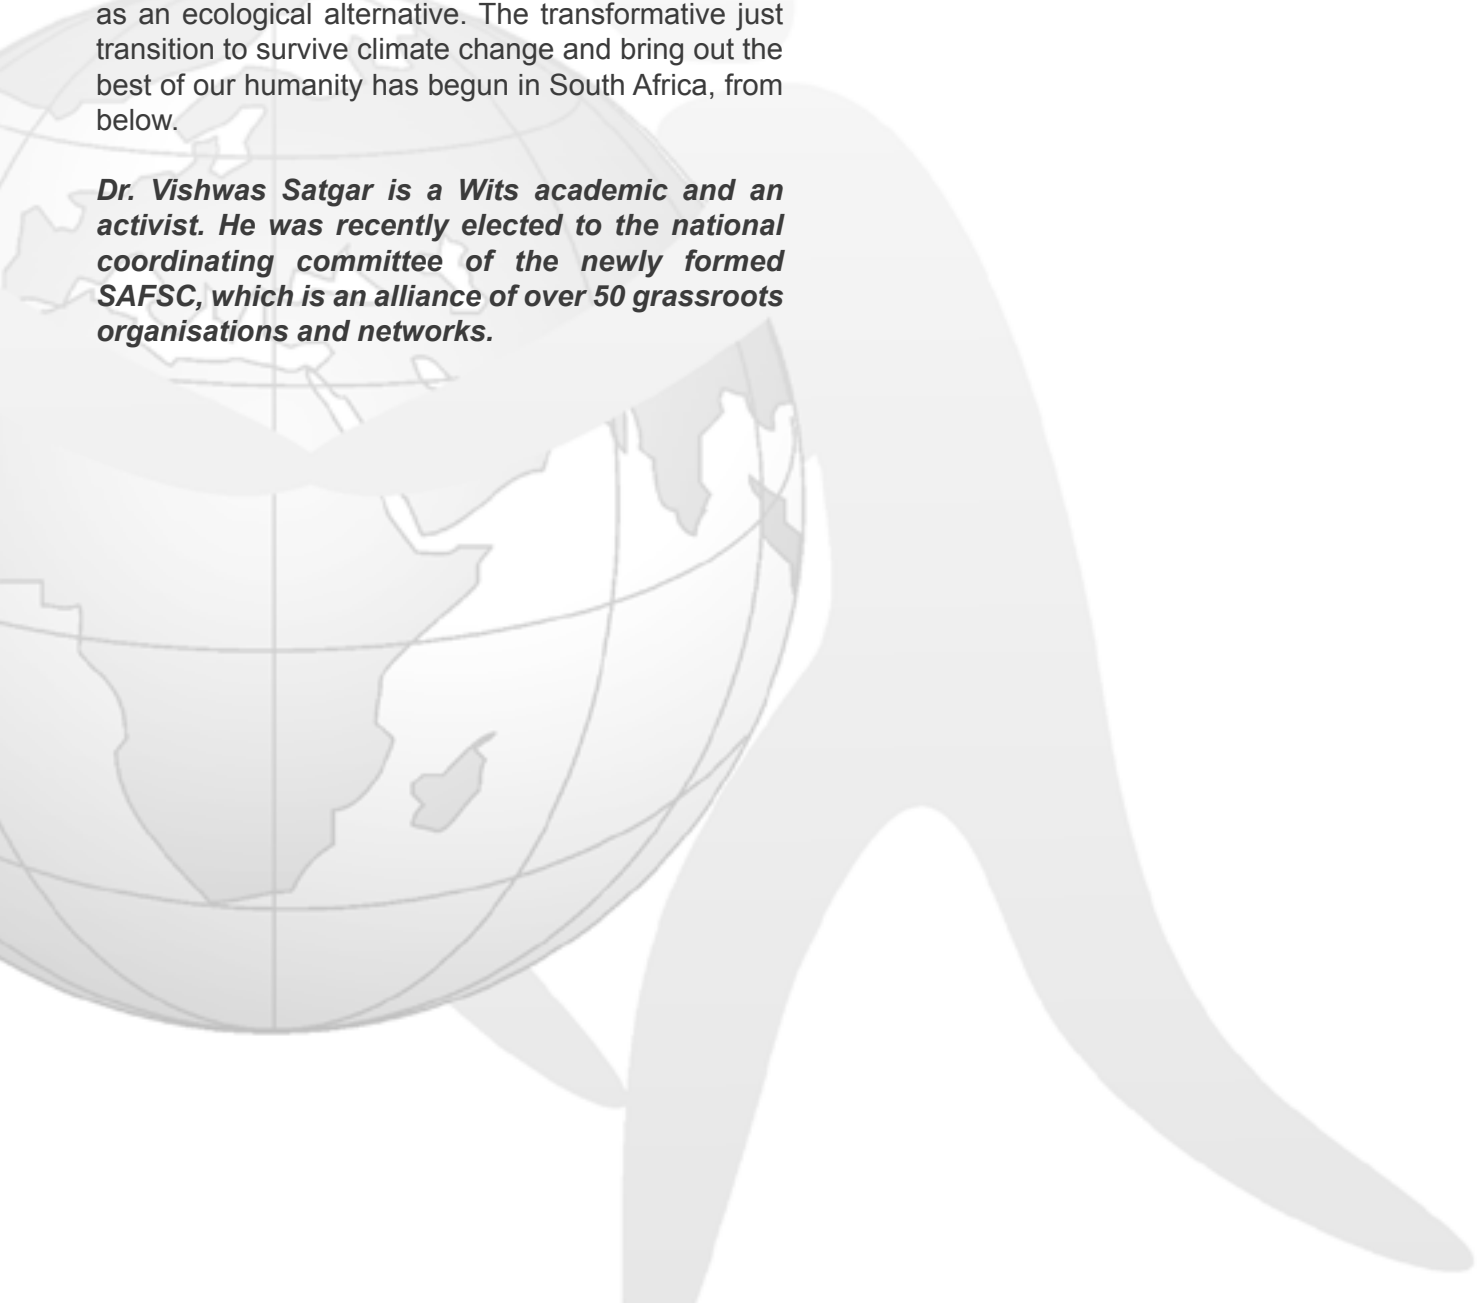 as an ecological alternative. The transformative just
transition to survive climate change and bring out the
best of our humanity has begun in South Africa, from
below.
Dr. Vishwas Satgar is a Wits academic and an
activist. He was recently elected to the national
coordinating committee of the newly formed
SAFSC, which is an alliance of over 50 grassroots
organisations and networks.